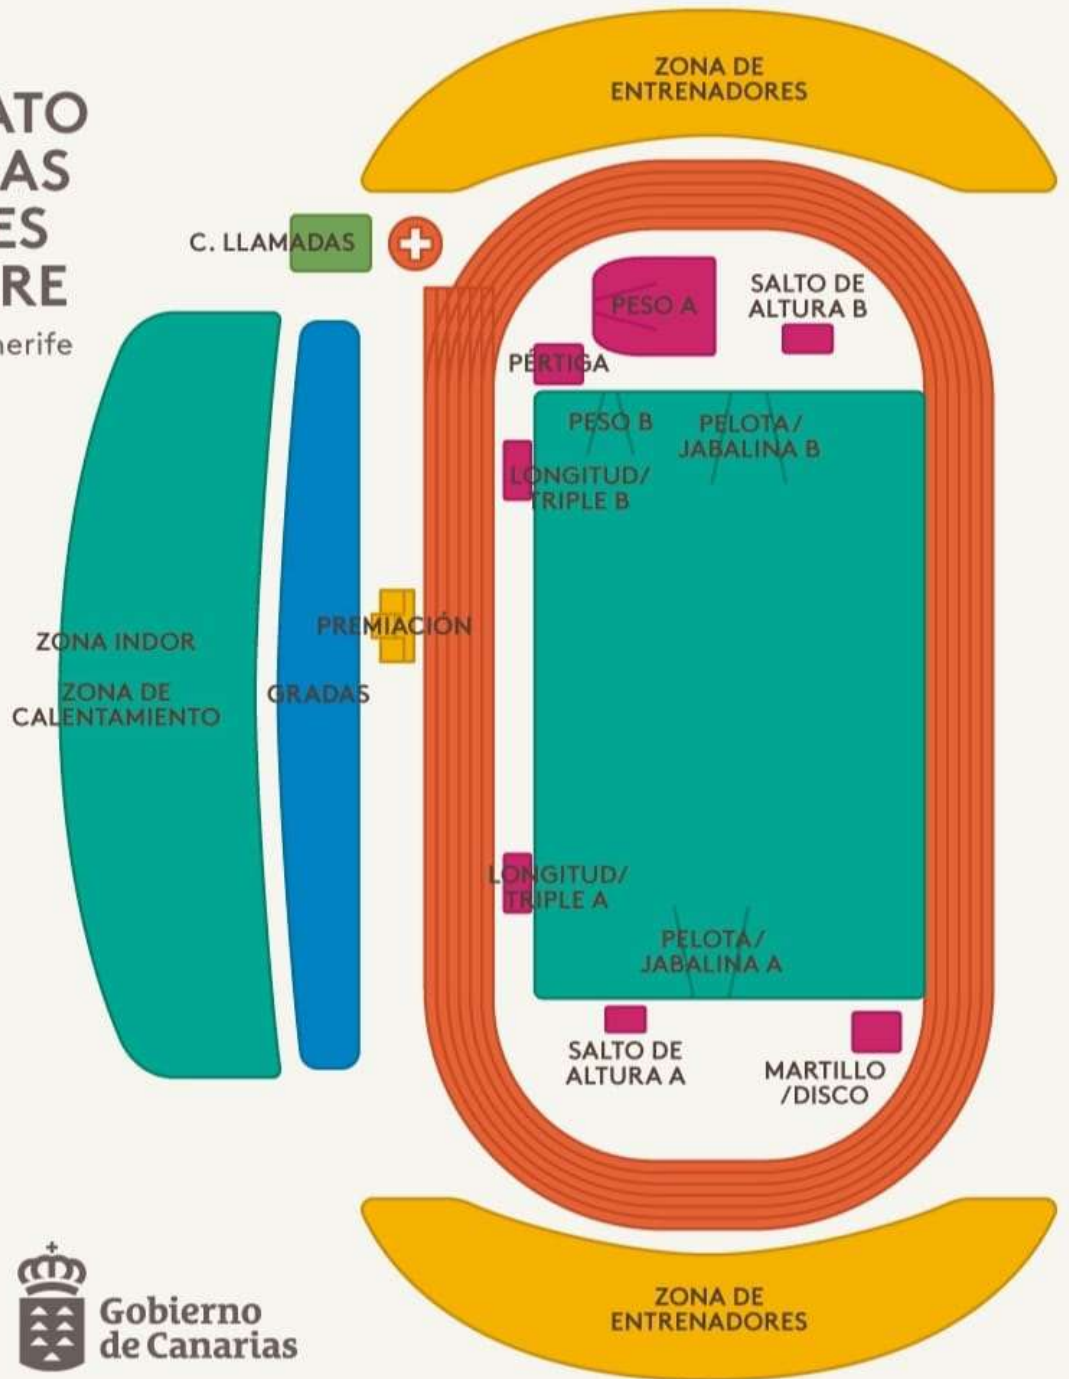 ATO
AS
ES
RE
nerife
ZONA DE
ENTRENADORES
C. LLAMADAS
PESO A
SALTO DE
ALTURA B
PÉRTIGA
PESO B
PELOTA/
JABALINA B
LONGITUD/
TRIPLE B
PREMIACIÓN
ZONA INDOR
ZONA DE
CALENTAMIENTO
GRADAS
LONGITUD/
TRIPLE A
PELOTA/
JABALINA A
SALTO DE
ALTURA A
MARTILLO
/DISCO
ZONA DE
ENTRENADORES
Gobierno
de Canarias